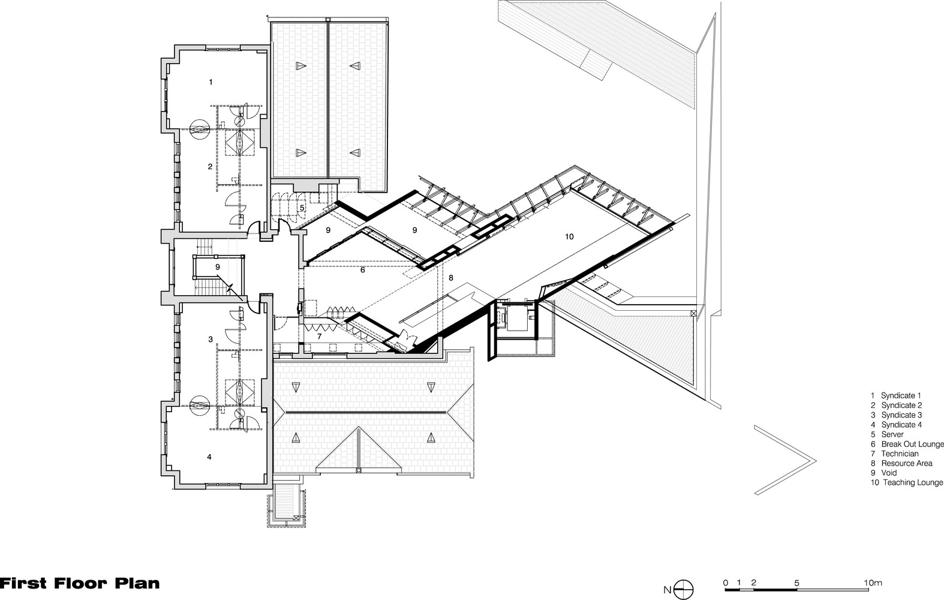 1
2
5
9
9
10
9
6
8
3
7
4
1 Syndicate 1
2 Syndicate 2
3 Syndicate 3
4 Syndicate 4
5 Server
6 Break Out Lounge
7 Technician
8 Resource Area
9 Void
10 Teaching Lounge
First Floor Plan
N
0 1 2 5 10m